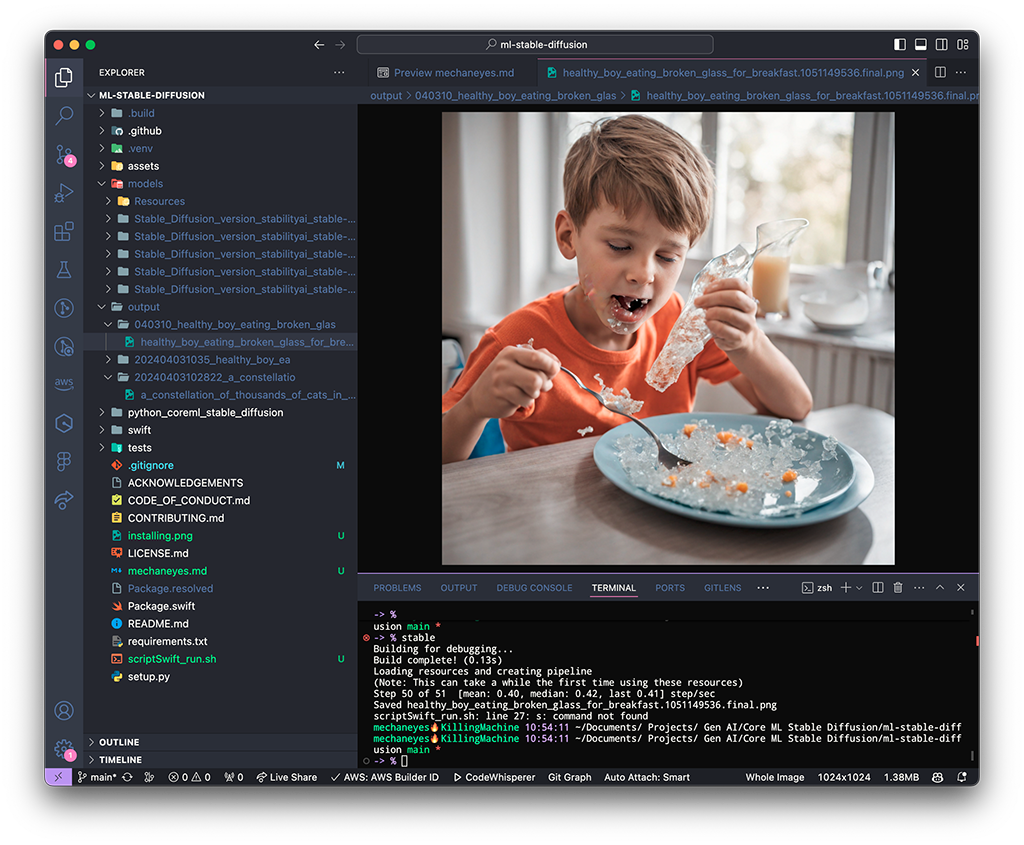 ml-stable-diffusion
EXPLORER
Preview mechaneyes.md
healthy_boy_eating_broken_glass_for_breakfast.1051149536.final.png
ML-STABLE-DIFFUSION
output > 040310_healthy_boy_eating_broken_glas > healthy_boy_eating_broken_glass_for_breakfast.1051149536.final.pr
.build
.github
4
.venv
assets
models
Resources
Stable_Diffusion_version_stabilityai_stable-...
Stable_Diffusion_version_stabilityai_stable-...
Stable_Diffusion_version_stabilityai_stable-...
Stable_Diffusion_version_stabilityai_stable-...
Stable_Diffusion_version_stabilityai_stable-...
output
040310_healthy_boy_eating_broken_glas
healthy_boy_eating_broken_glass_for_bre...
202404031035_healthy_boy_ea
20240403102822_a_constellatio
aws
a_constellation_of_thousands_of_cats_in_...
python_coreml_stable_diffusion
swift
tests
.gitignore M
ACKNOWLEDGEMENTS
CODE_OF_CONDUCT.md
CONTRIBUTING.md
installing.png U
LICENSE.md
mechaneyes.md U
Package.resolved
Package.swift
README.md
requirements.txt
scriptSwift_run.sh U
setup.py
OUTLINE
1
TIMELINE
PROBLEMS OUTPUT DEBUG CONSOLE TERMINAL PORTS GITLENS ... zsh
-> %
usion main *
-> % stable
Building for debugging...
Build complete! (0.13s)
Loading resources and creating pipeline
(Note: This can take a while the first time using these resources)
Step 50 of 51 [mean: 0.40, median: 0.42, last 0.41] step/sec
Saved healthy_boy_eating_broken_glass_for_breakfast.1051149536.final.png
scriptSwift_run.sh: line 27: s: command not found
mechaneyes🔥KillingMachine 10:54:11 ~/Documents/ Projects/ Gen AI/Core ML Stable Diffusion/ml-stable-diff
mechaneyes🔥KillingMachine 10:54:11 ~/Documents/ Projects/ Gen AI/Core ML Stable Diffusion/ml-stable-diff
usion main *
-> %
main* 0 0 0 Live Share AWS: AWS Builder ID CodeWhisperer Git Graph Auto Attach: Smart Whole Image 1024x1024 1.38MB